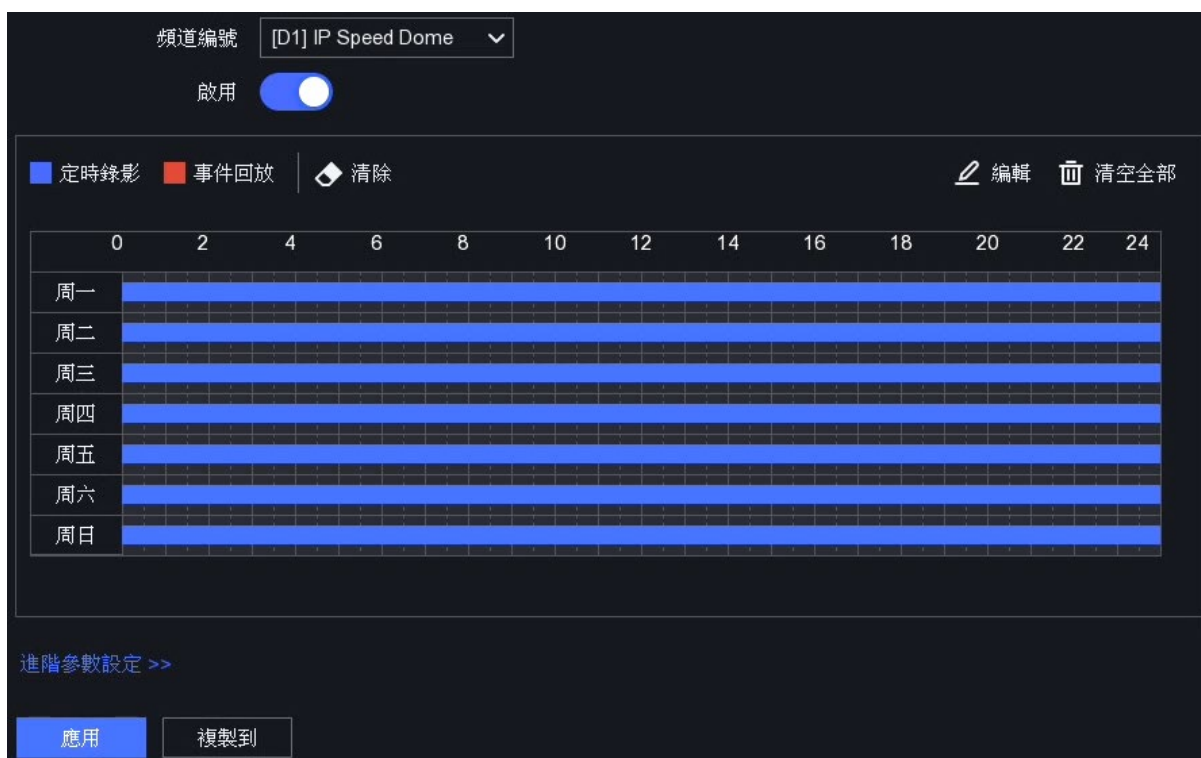 頻道編號 [D1] IP Speed Dome
啟用
定時錄影 事件回放 清除 編輯 清空全部
0 2 4 6 8 10 12 14 16 18 20 22 24
周一
周二
周三
周四
周五
周六
周日
進階參數設定 >>
應用 複製到